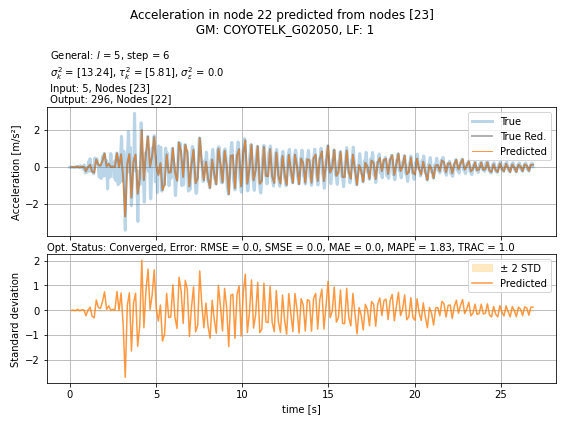 Acceleration in node 22 predicted from nodes [23]
GM: COYOTELK_G02050, LF: 1
General: l = 5, step = 6
σ²ₖ = [13.24], τ²ₖ = [5.81], σ²ε = 0.0
Input: 5, Nodes [23]
Output: 296, Nodes [22]
Acceleration [m/s²]
2
0
−2
True
True Red.
Predicted
Opt. Status: Converged, Error: RMSE = 0.0, SMSE = 0.0, MAE = 0.0, MAPE = 1.83, TRAC = 1.0
Standard deviation
2
1
0
−1
−2
± 2 STD
Predicted
0 5 10 15 20 25
time [s]